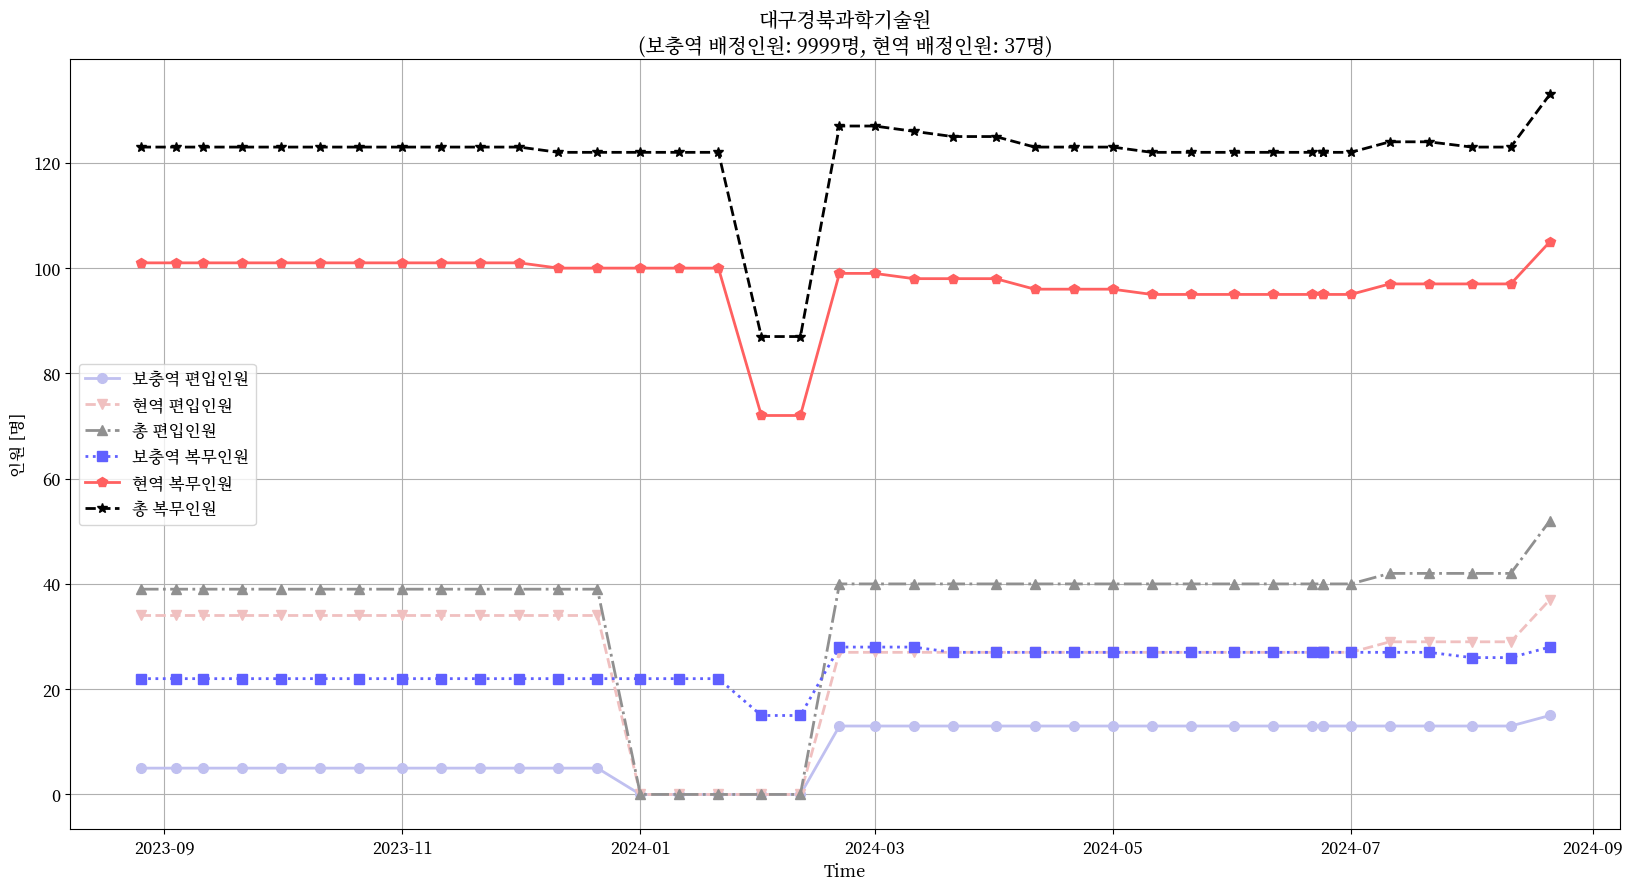 대구경북과학기술원
(보충역 배정인원: 9999명, 현역 배정인원: 37명)
인원 [명]
120
100
80
60
40
20
0
보충역 편입인원
현역 편입인원
총 편입인원
보충역 복무인원
현역 복무인원
총 복무인원
2023-09
2023-11
2024-01
2024-03
2024-05
2024-07
2024-09
Time